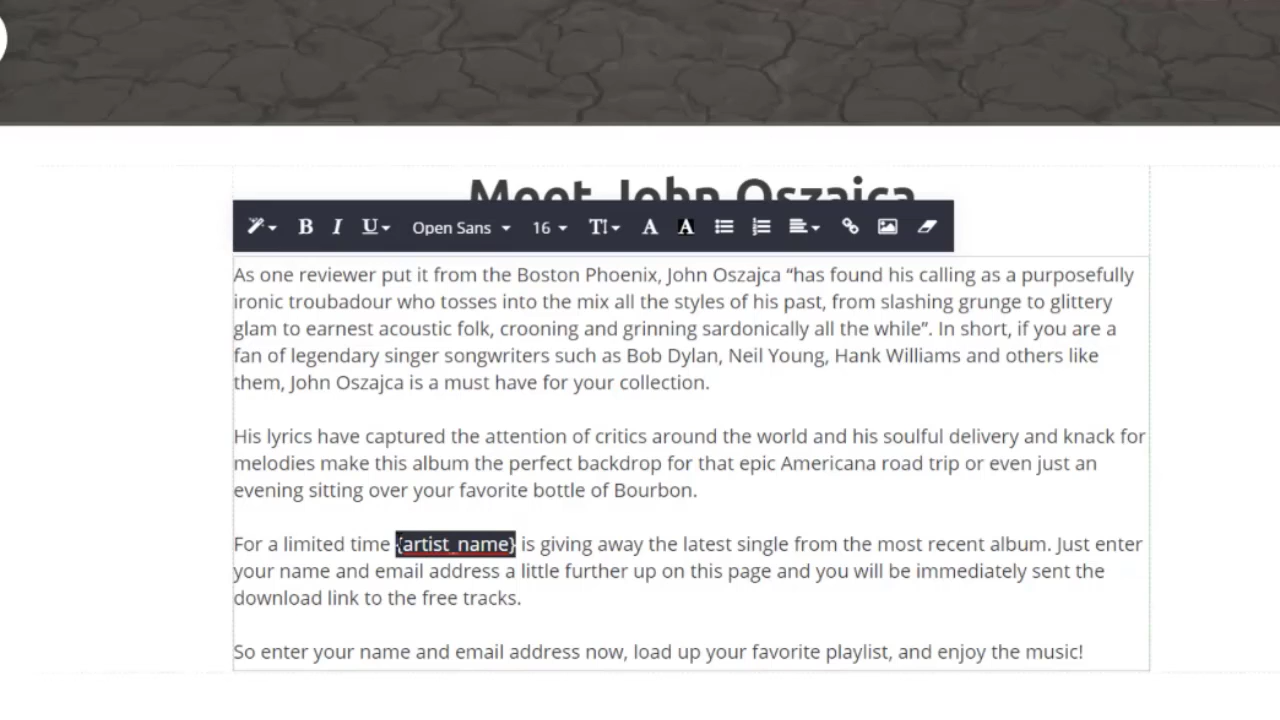 Meet John Oszajca
B I U Open Sans 16 T A A
As one reviewer put it from the Boston Phoenix, John Oszajca “has found his calling as a purposefully
ironic troubadour who tosses into the mix all the styles of his past, from slashing grunge to glittery
glam to earnest acoustic folk, crooning and grinning sardonically all the while”. In short, if you are a
fan of legendary singer songwriters such as Bob Dylan, Neil Young, Hank Williams and others like
them, John Oszajca is a must have for your collection.
His lyrics have captured the attention of critics around the world and his soulful delivery and knack for
melodies make this album the perfect backdrop for that epic Americana road trip or even just an
evening sitting over your favorite bottle of Bourbon.
For a limited time {artist_name} is giving away the latest single from the most recent album. Just enter
your name and email address a little further up on this page and you will be immediately sent the
download link to the free tracks.
So enter your name and email address now, load up your favorite playlist, and enjoy the music!